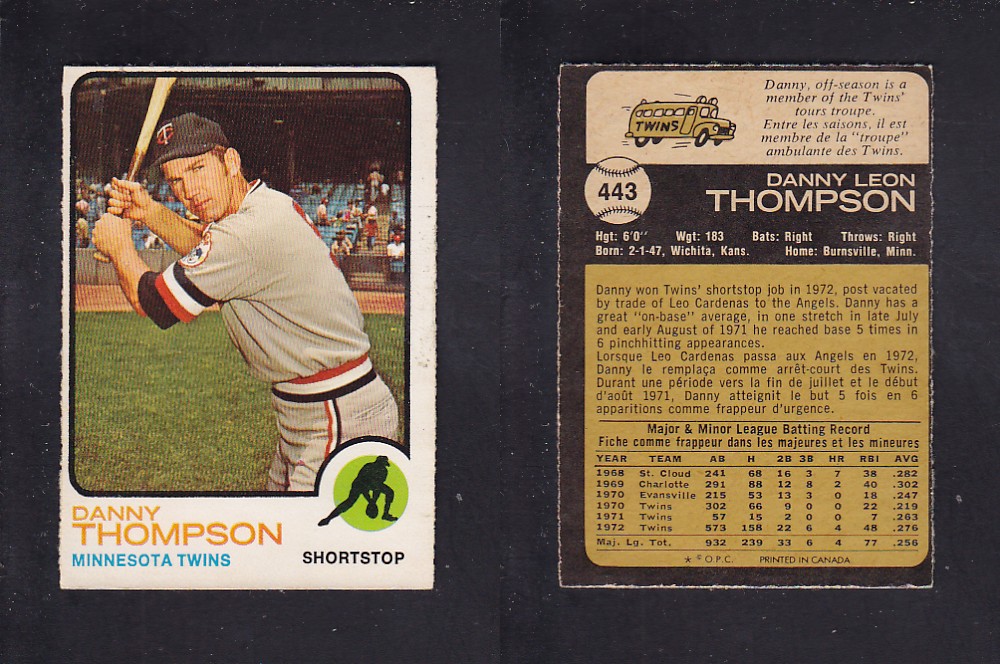 TC
DANNY
THOMPSON
MINNESOTA TWINS
SHORTSTOP
TWINS
Danny, off-season is a
member of the Twins'
tours troupe.
Entre les saisons, il est
membre de la "troupe"
ambulante des Twins.
443
DANNY LEON
THOMPSON
Hgt: 6'0" Wgt: 183 Bats: Right Throws: Right
Born: 2-1-47, Wichita, Kans. Home: Burnsville, Minn.
Danny won Twins' shortstop job in 1972, post vacated
by trade of Leo Cardenas to the Angels. Danny has a
great "on-base" average, in one stretch in late July
and early August of 1971 he reached base 5 times in
6 pinchhitting appearances.
Lorsque Leo Cardenas passa aux Angels en 1972,
Danny le remplaça comme arrêt-court des Twins.
Durant une période vers la fin de juillet et le début
d'août 1971, Danny atteignit le but 5 fois en 6
apparitions comme frappeur d'urgence.
Major & Minor League Batting Record
Fiche comme frappeur dans les majeures et les mineures
YEAR TEAM AB H 2B 3B HR RBI AVG
1968 St. Cloud 241 68 16 3 7 38 .282
1969 Charlotte 291 88 12 8 2 40 .302
1970 Evansville 215 53 13 3 0 18 .247
1970 Twins 302 66 9 0 0 22 .219
1971 Twins 57 15 2 0 0 7 .263
1972 Twins 573 158 22 6 4 48 .276
Maj. Lg. Tot. 932 239 33 6 4 77 .256
* © O.P.C. PRINTED IN CANADA